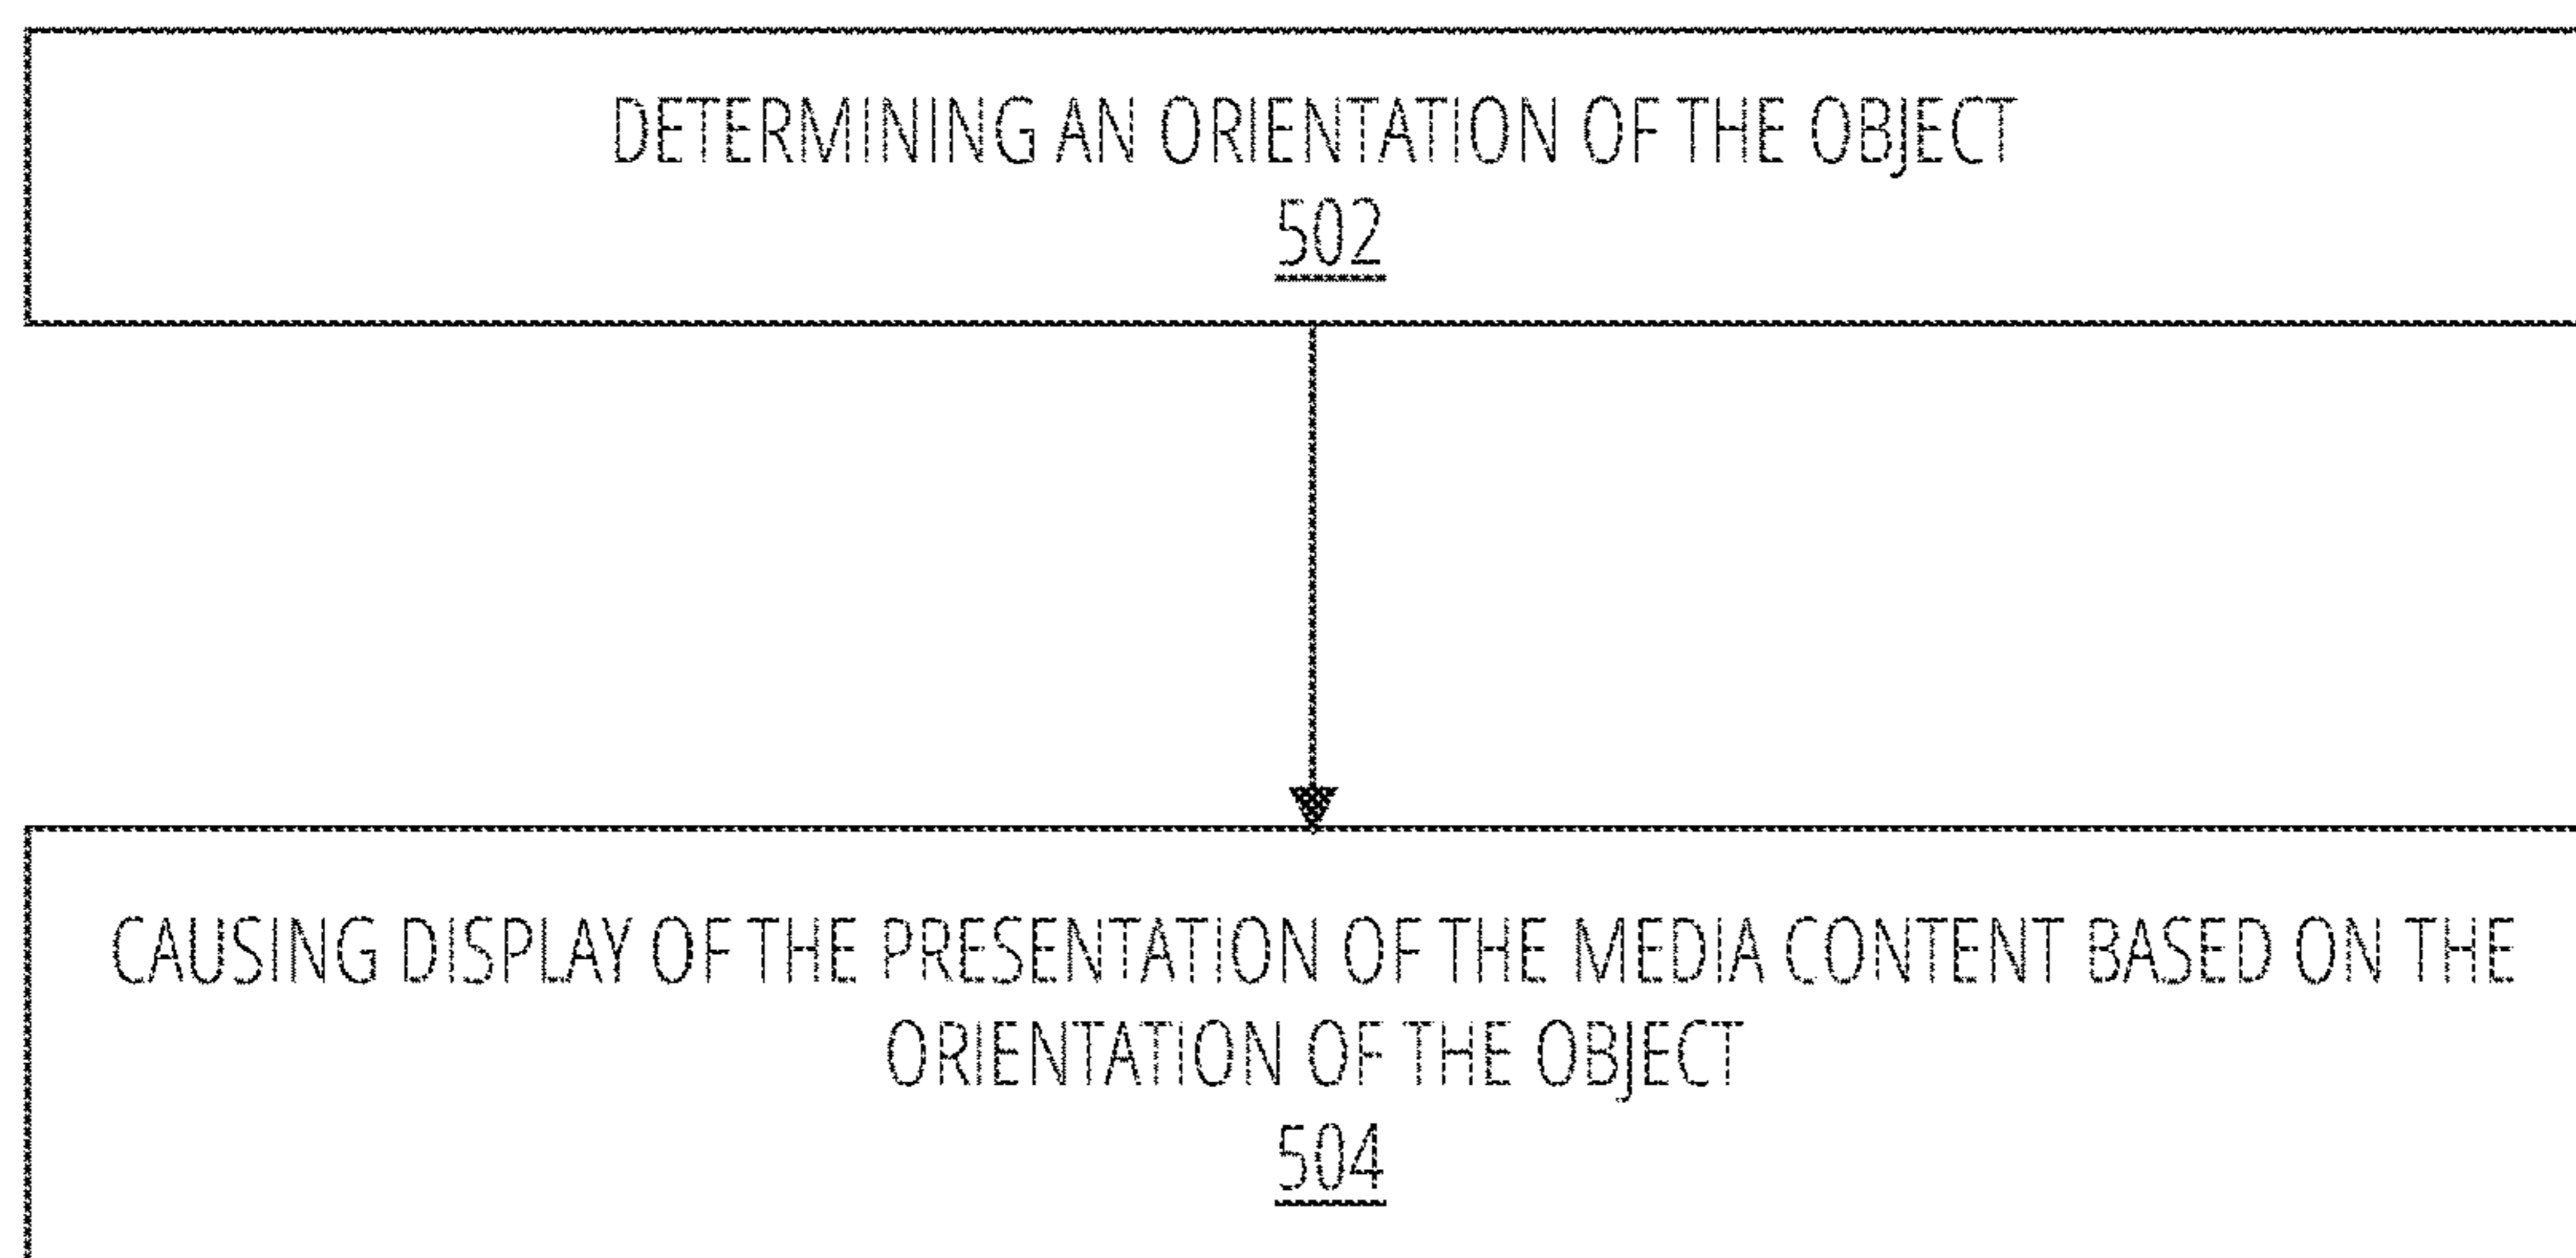 DETERMINING AN ORIENTATION OF THE OBJECT
502
CAUSING DISPLAY OF THE PRESENTATION OF THE MEDIA CONTENT BASED ON THE
ORIENTATION OF THE OBJECT
504